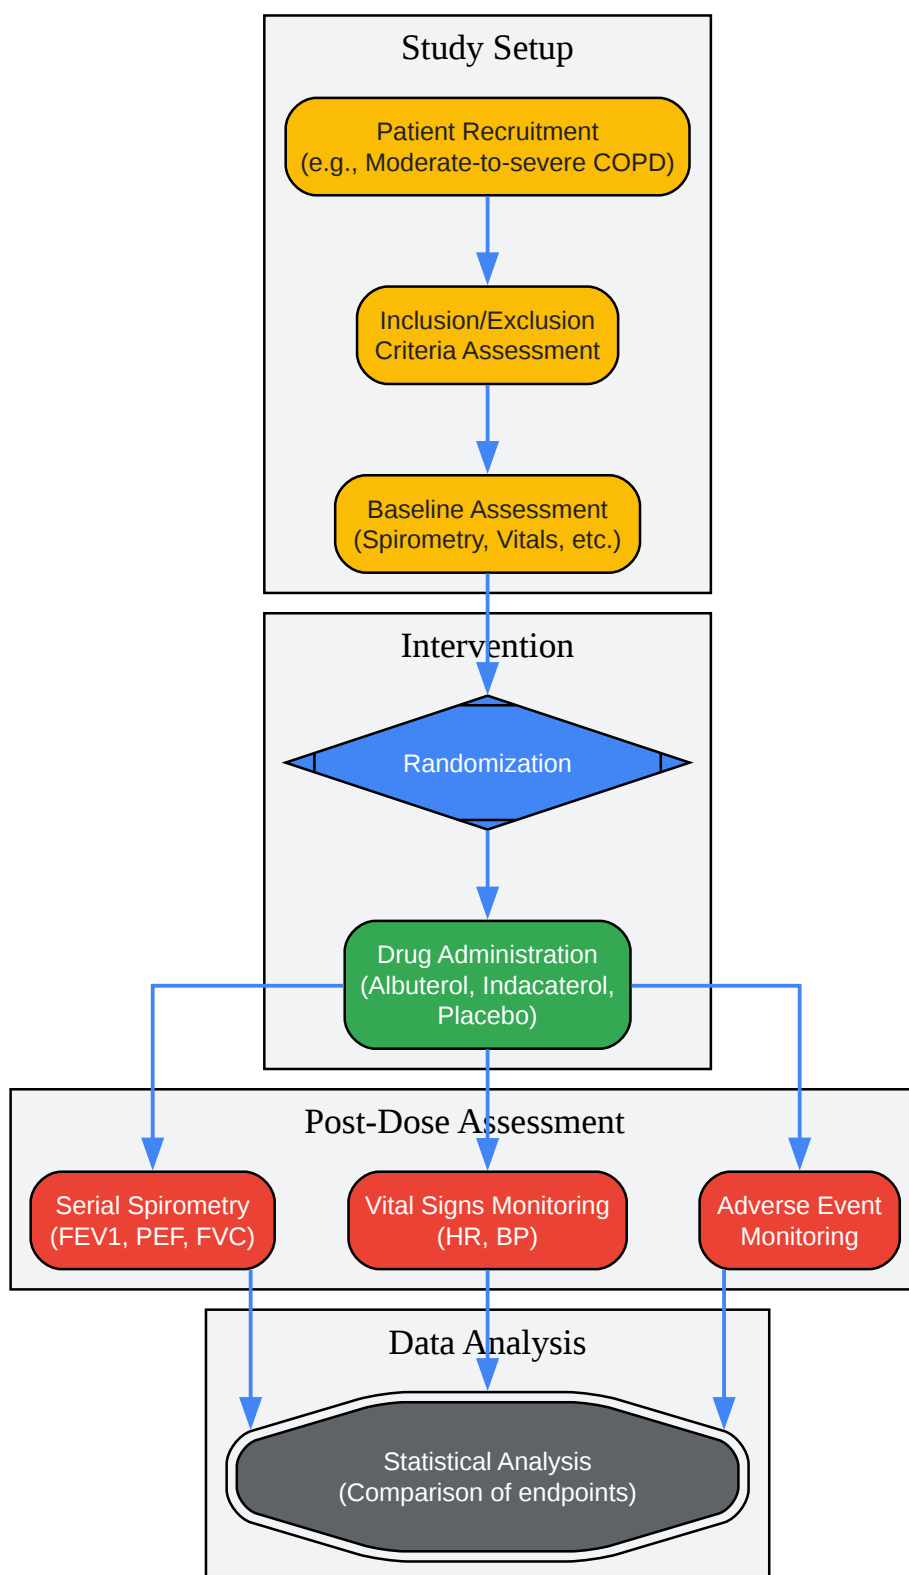 Study Setup
Patient Recruitment
(e.g., Moderate-to-severe COPD)
Inclusion/Exclusion
Criteria Assessment
Baseline Assessment
(Spirometry, Vitals, etc.)
Intervention
Randomization
Drug Administration
(Albuterol, Indacaterol,
Placebo)
Post-Dose Assessment
Serial Spirometry
(FEV1, PEF, FVC)
Vital Signs Monitoring
(HR, BP)
Adverse Event
Monitoring
Data Analysis
Statistical Analysis
(Comparison of endpoints)